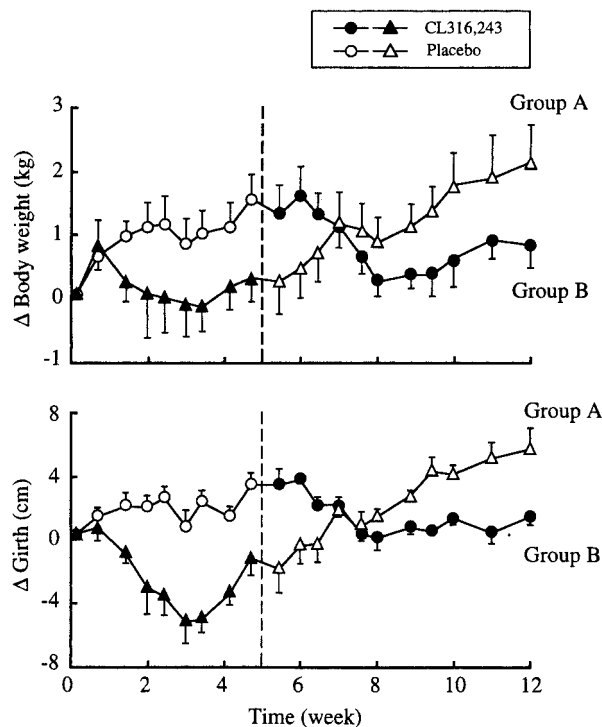 CL316,243
Placebo
3
2
1
0
-1
Δ Body weight (kg)
Group A
Group B
8
4
0
-4
-8
Δ Girth (cm)
Group A
Group B
0 2 4 6 8 10 12
Time (week)